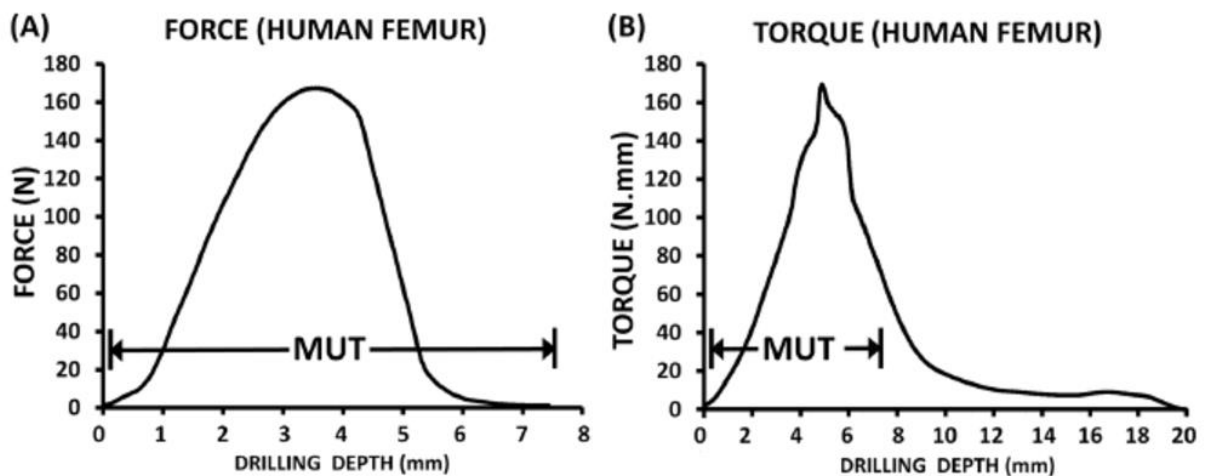 (A) FORCE (HUMAN FEMUR)
FORCE (N)
180
160
140
120
100
80
60
40
20
0
MUT
0 1 2 3 4 5 6 7 8
DRILLING DEPTH (mm)
(B) TORQUE (HUMAN FEMUR)
TORQUE (N.mm)
180
160
140
120
100
80
60
40
20
0
MUT
0 2 4 6 8 10 12 14 16 18 20
DRILLING DEPTH (mm)